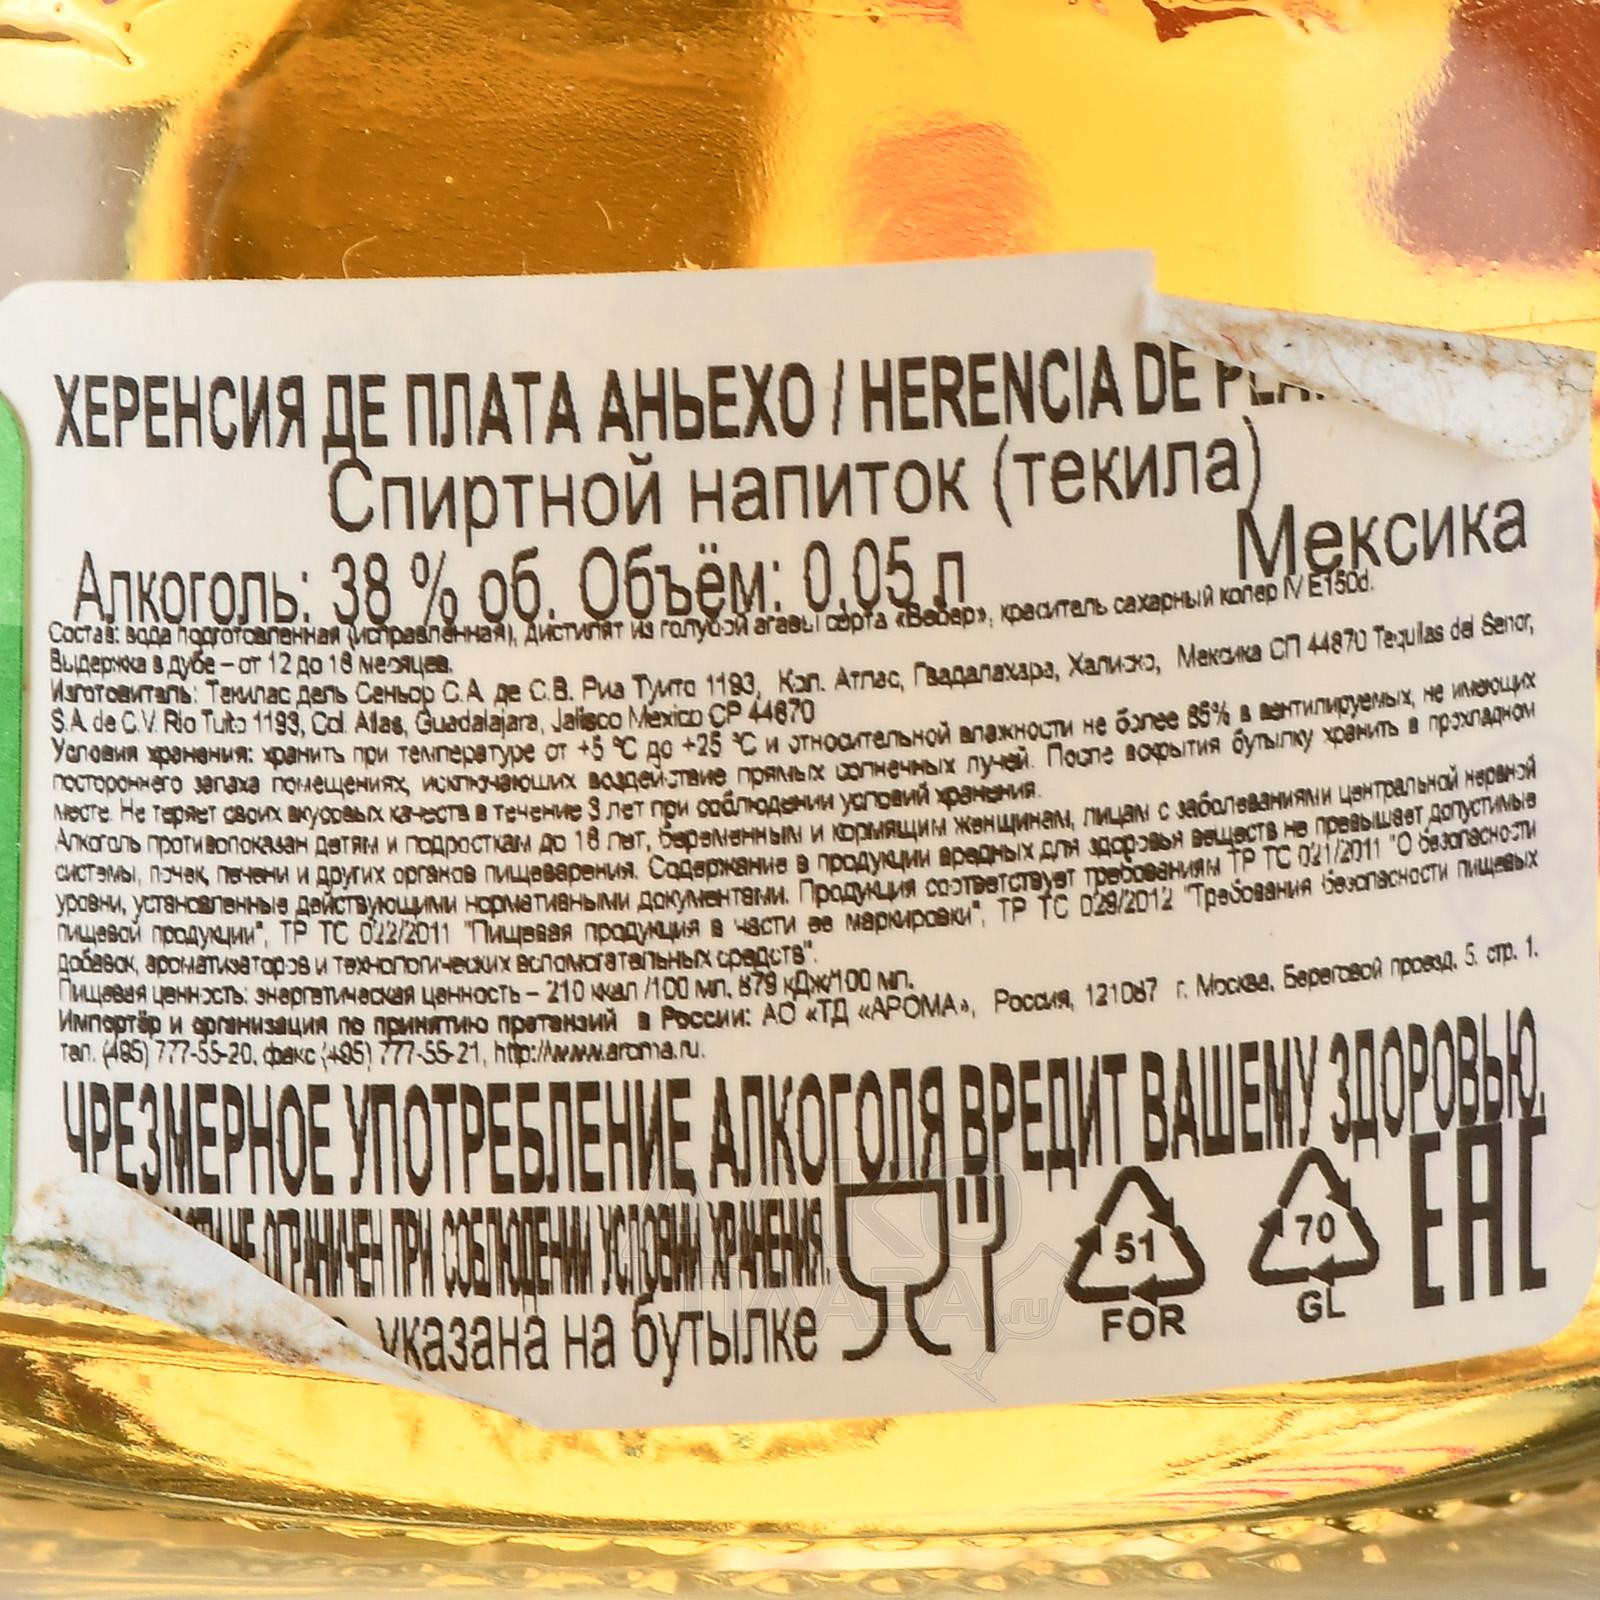 ХЕРЕНСИЯ ДЕ ПЛАТА АНЬЕХО / HERENCIA DE
Спиртной напиток (текила)
Мексика
Алкоголь: 38 % об. Объём: 0,05 л
Состав: вода подготовленная (исправленная), дистилят из голубой агавы сорта «Вебер», краситель сахарный колер IV E150d.
Выдержка в дубе – от 12 до 18 месяцев.
Изготовитель: Текилас дель Сеньор С.А. де С.В. Риа Туито 1193, Кол. Атлас, Гвадалахара, Халиско, Мексика СП 44870 Tequilas del Senor,
S.A. de C.V. Rio Tuito 1193, Col. Atlas, Guadalajara, Jalisco Mexico CP 44870
Условия хранения: хранить при температуре от +5 °С до +25 °С и относительной влажности не более 85% в вентилируемых, не имеющих
постороннего запаха помещениях, исключающих воздействие прямых солнечных лучей. После вскрытия бутылку хранить в прохладном
месте. Не теряет своих вкусовых качеств в течение 3 лет при соблюдении условий хранения.
Алкоголь противопоказан детям и подросткам до 18 лет, беременным и кормящим женщинам, лицам с заболеваниями центральной нервной
системы, почек, печени и других органов пищеварения. Содержание в продукции вредных для здоровья веществ не превышает допустимые
уровни, установленные действующими нормативными документами. Продукция соответствует требованиям ТР ТС 021/2011 "О безопасности
пищевой продукции", ТР ТС 022/2011 "Пищевая продукция в части ее маркировки", ТР ТС 029/2012 "Требования безопасности пищевых
добавок, ароматизаторов и технологических вспомогательных средств".
Пищевая ценность: энергетическая ценность – 210 ккал /100 мл, 879 кДж/100 мл.
Импортёр и организация по принятию претензий в России: АО «ТД «АРОМА», Россия, 121087 г. Москва, Береговой проезд, 5, стр. 1.
тел. (495) 777-55-20, факс (495) 777-55-21, http://www.aroma.ru.
ЧРЕЗМЕРНОЕ УПОТРЕБЛЕНИЕ АЛКОГОЛЯ ВРЕДИТ ВАШЕМУ ЗДОРОВЬЮ.
НЕ ОГРАНИЧЕН ПРИ СОБЛЮДЕНИИ УСЛОВИЙ ХРАНЕНИЯ.
указана на бутылке
51
FOR
70
GL
EAC